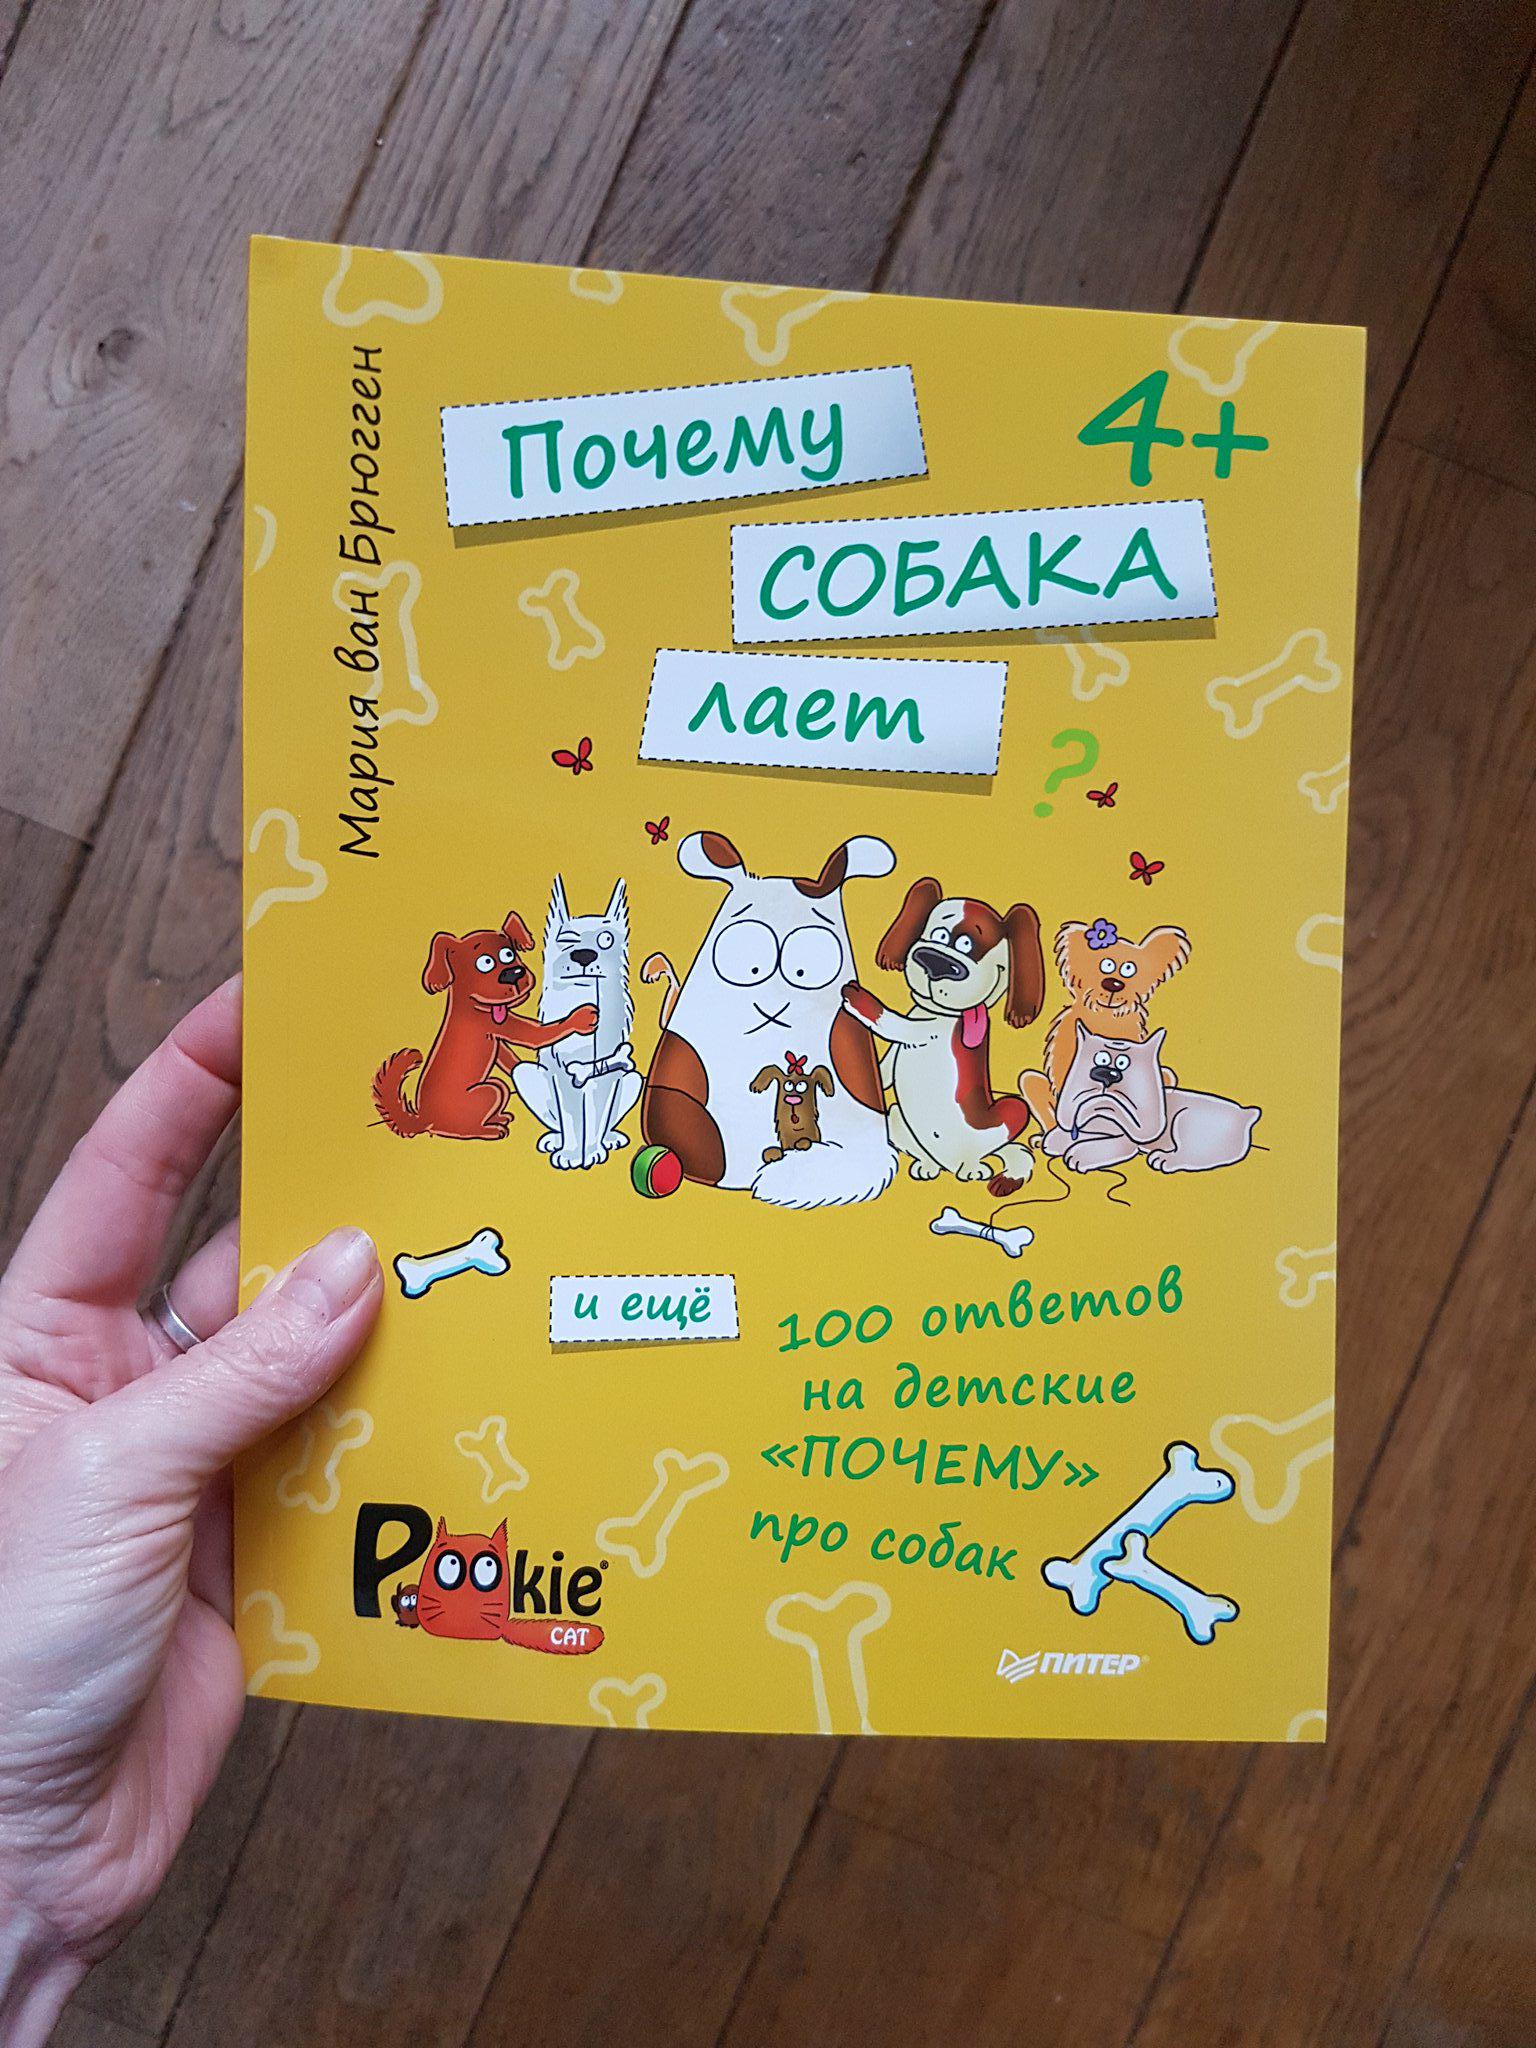 Мария ван Брюгген
Почему
4+
СОБАКА
лает
?
и ещё
100 ответов
на детские
«ПОЧЕМУ»
про собак
Pookie®
CAT
ПИТЕР®